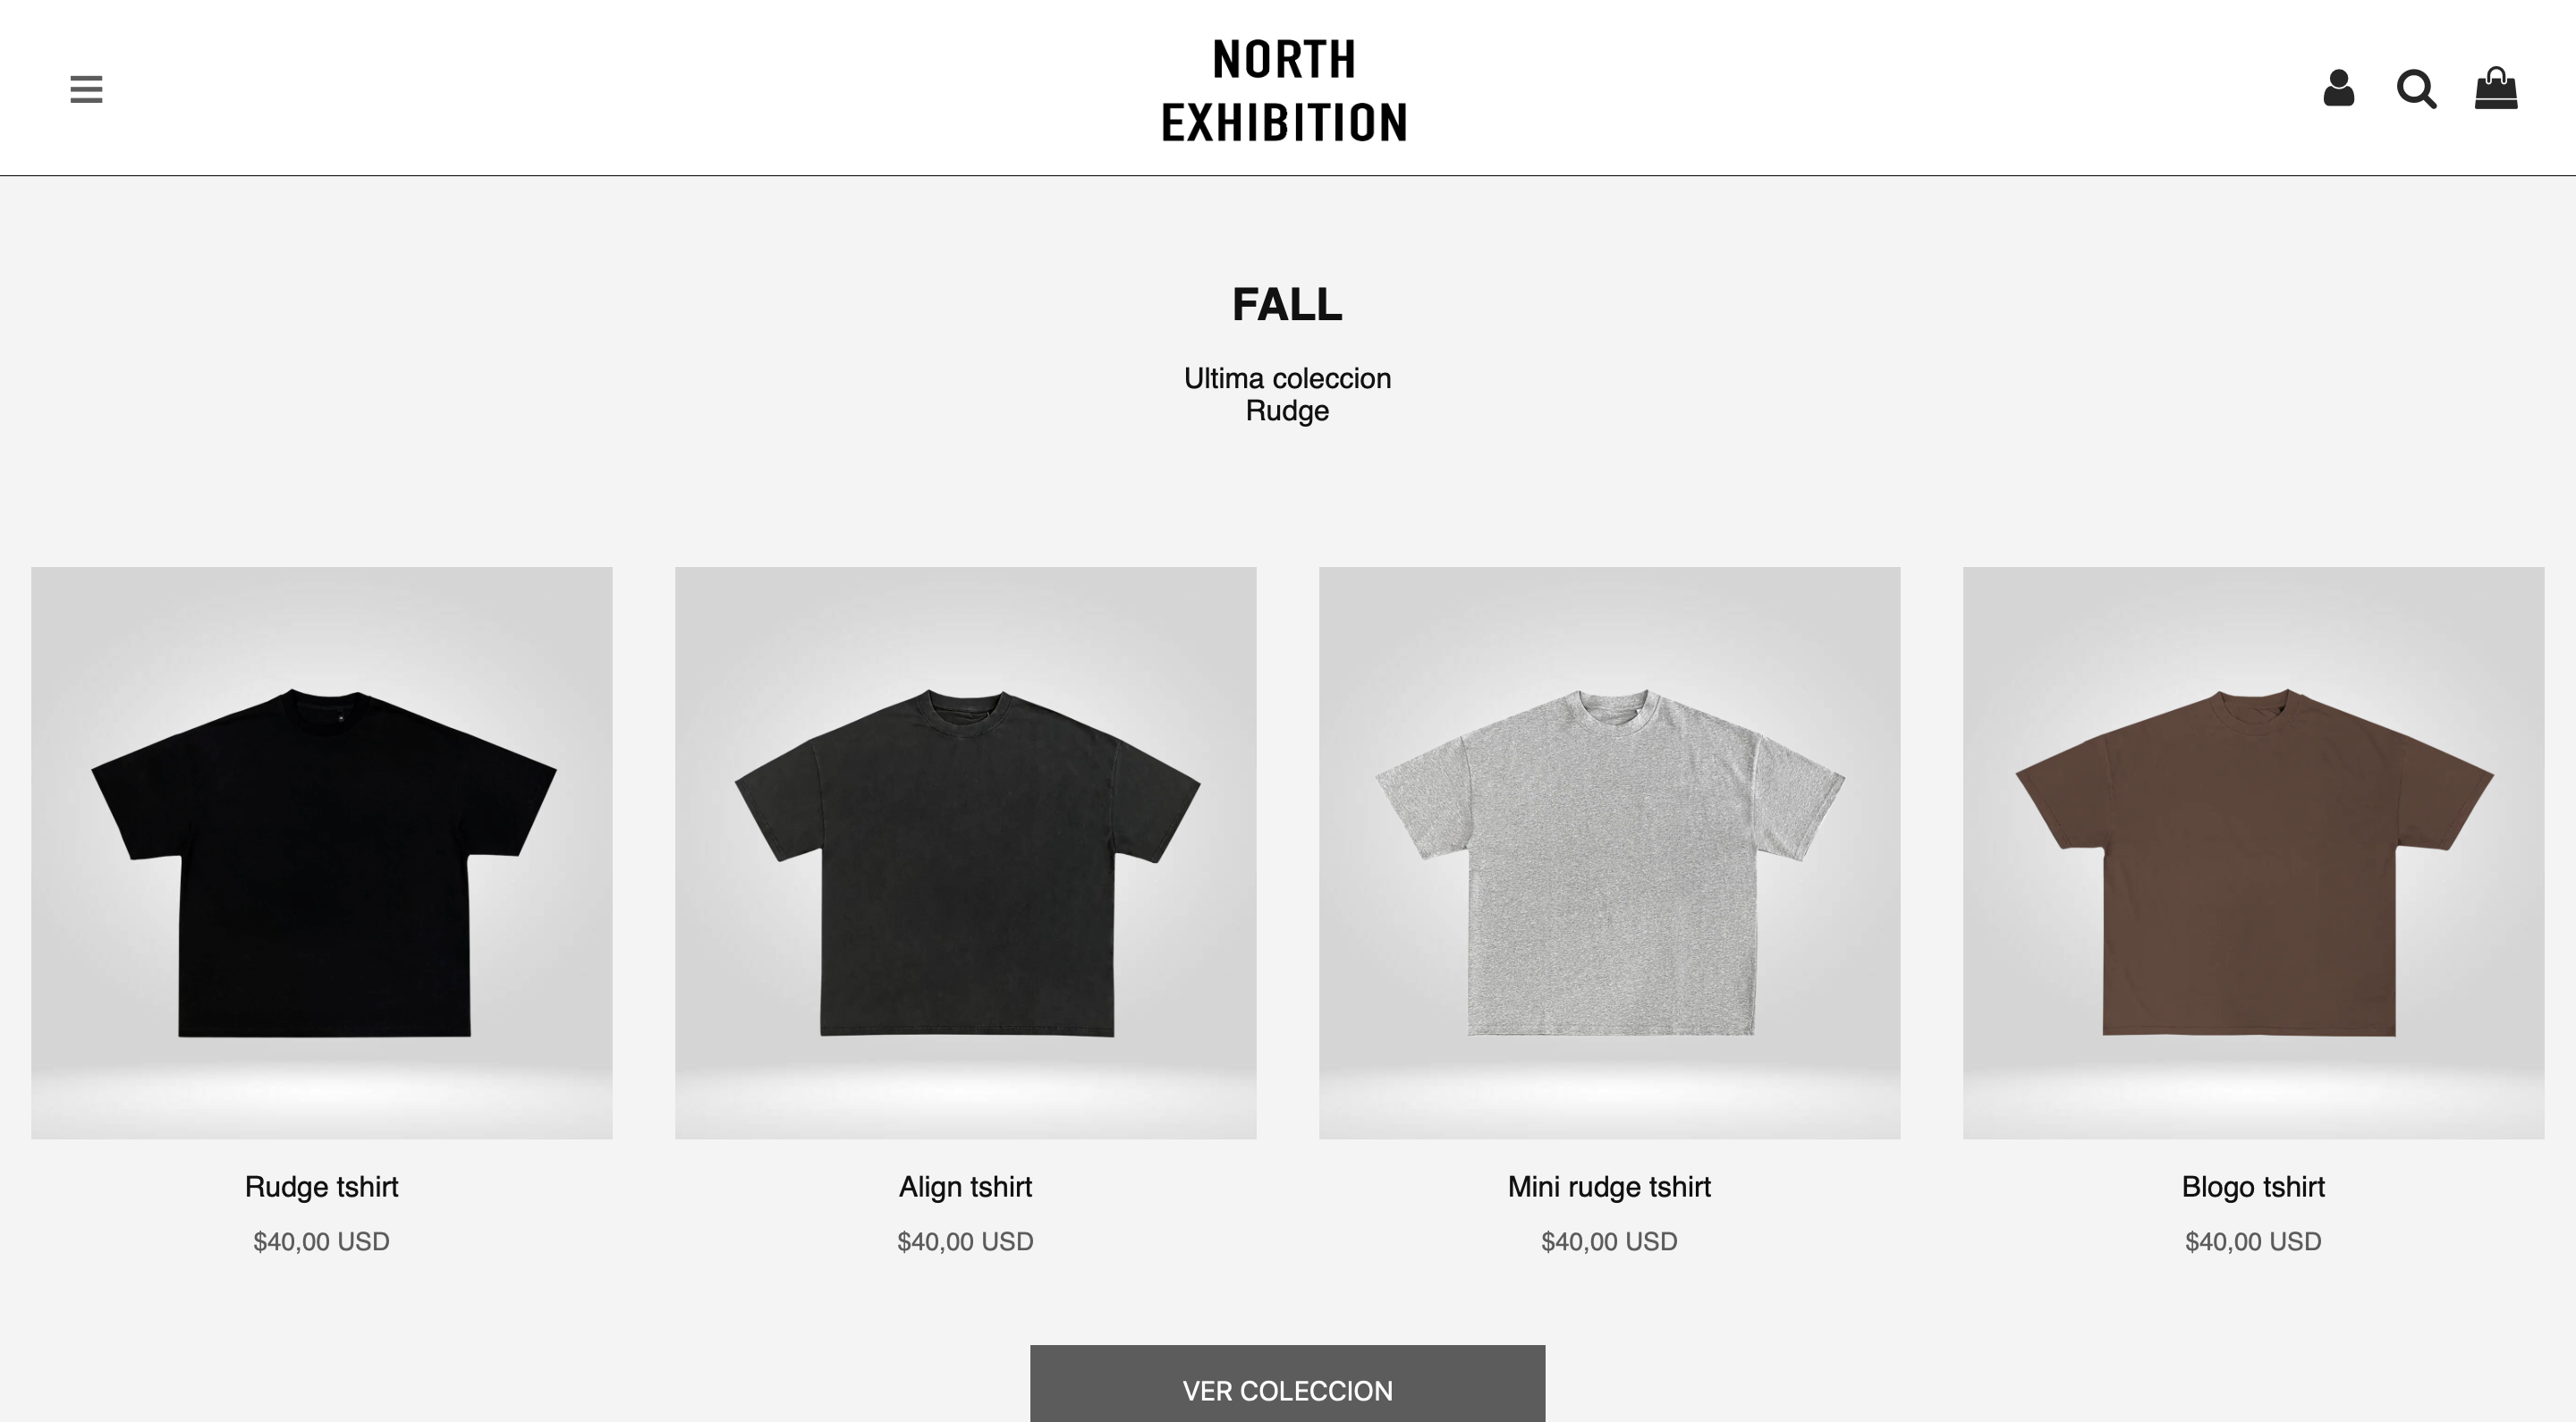 NORTH
EXHIBITION
FALL
Ultima coleccion
Rudge
Rudge tshirt
$40,00 USD
Align tshirt
$40,00 USD
Mini rudge tshirt
$40,00 USD
Blogo tshirt
$40,00 USD
VER COLECCION